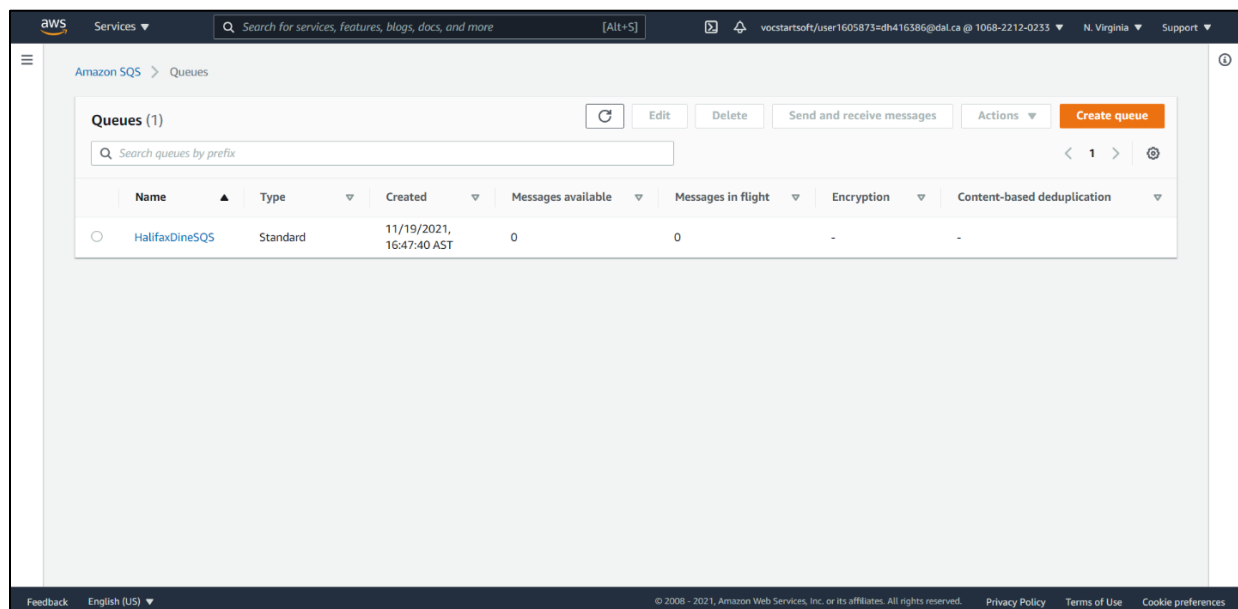 aws Services ▼ Search for services, features, blogs, docs, and more [Alt+S] vocstartsoft/user1605873=dh416386@dal.ca @ 1068-2212-0233 ▼ N. Virginia ▼ Support ▼
Amazon SQS > Queues
Queues (1) Edit Delete Send and receive messages Actions ▼ Create queue
Search queues by prefix < 1 >
Name ▲ Type Created Messages available Messages in flight Encryption Content-based deduplication
HalifaxDineSQS Standard 11/19/2021, 0 0 - -
16:47:40 AST
Feedback English (US) ▼ © 2008 - 2021, Amazon Web Services, Inc. or its affiliates. All rights reserved. Privacy Policy Terms of Use Cookie preferences